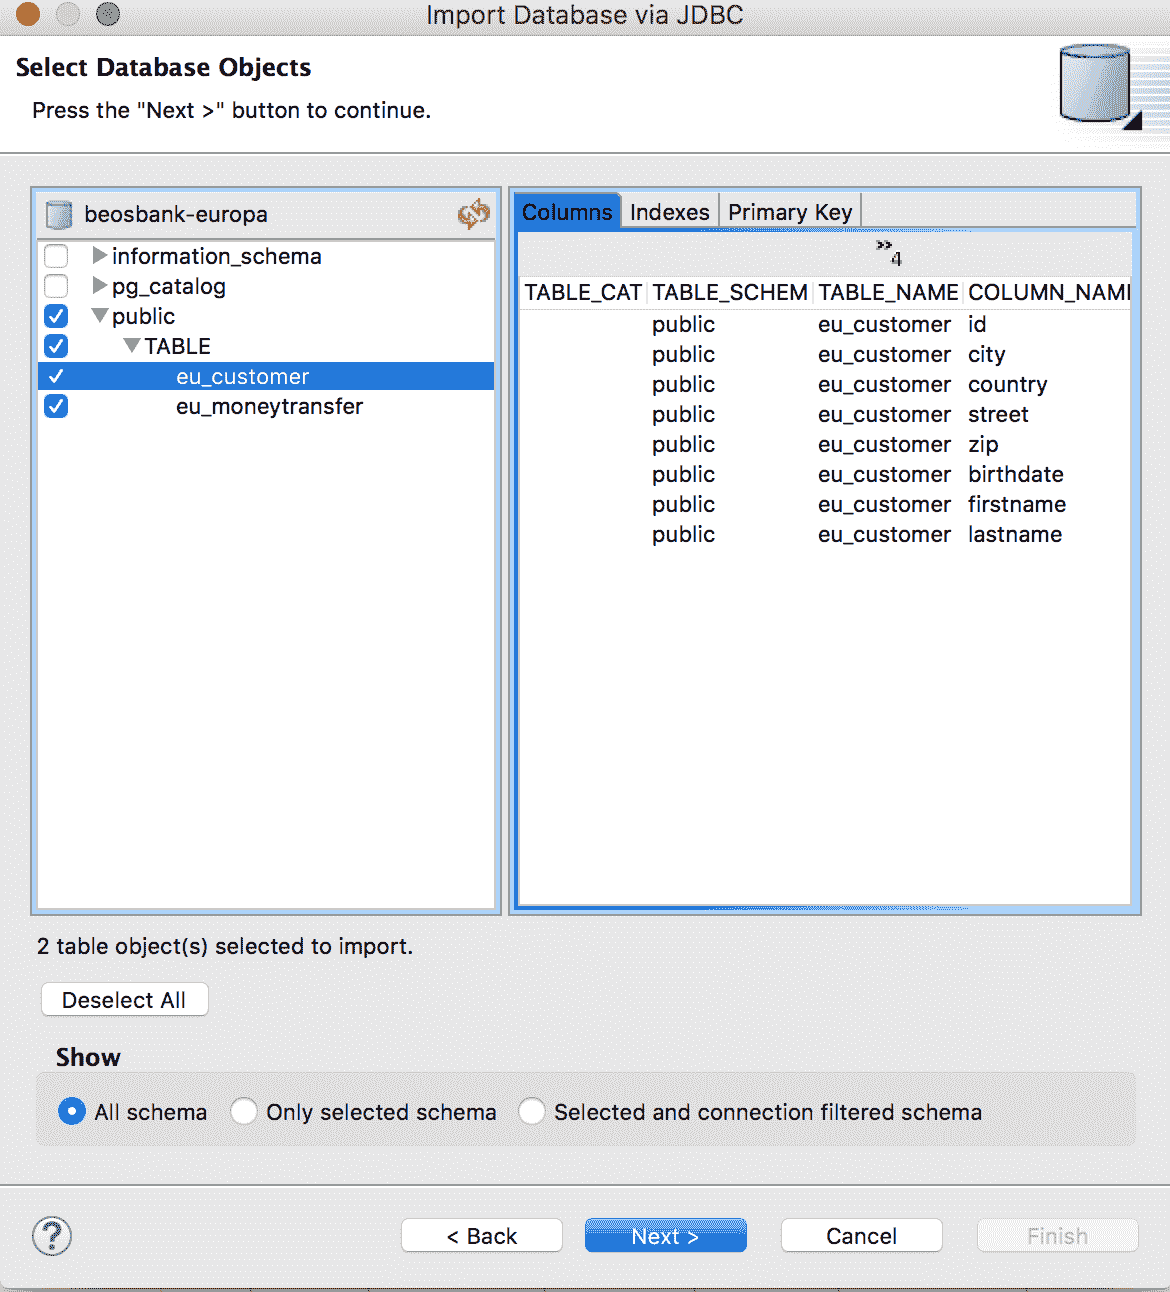 Import Database via JDBC
Select Database Objects
Press the "Next >" button to continue.
beosbank-europa
information_schema
pg_catalog
public
TABLE
eu_customer
eu_moneytransfer
Columns Indexes Primary Key
»4
TABLE_CAT TABLE_SCHEM TABLE_NAME COLUMN_NAM
public eu_customer id
public eu_customer city
public eu_customer country
public eu_customer street
public eu_customer zip
public eu_customer birthdate
public eu_customer firstname
public eu_customer lastname
2 table object(s) selected to import.
Deselect All
Show
All schema Only selected schema Selected and connection filtered schema
? < Back Next > Cancel Finish